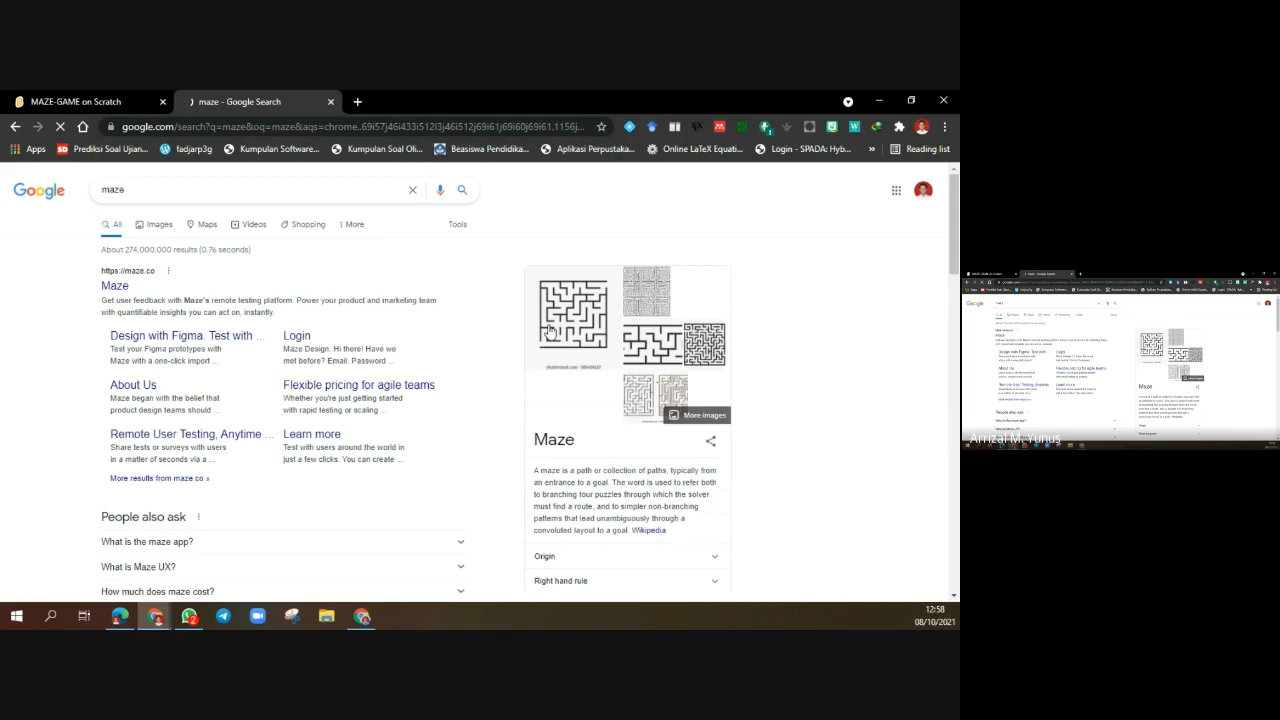 MAZE-GAME on Scratch
maze - Google Search
google.com/search?q=maze&oq=maze&aqs=chrome..69i57j46i433i512l3j46i512j69i61j69i60j69i61.1156j...
Apps
Prediksi Soal Ujian...
fadjarp3g
Kumpulan Software...
Kumpulan Soal Oli...
Beasiswa Pendidika...
Aplikasi Perpustaka...
Online LaTeX Equati...
Login - SPADA: Hyb...
»
Reading list
Google
maze
All
Images
Maps
Videos
Shopping
More
Tools
About 274,000,000 results (0.76 seconds)
https://maze.co
Maze
Get user feedback with Maze's remote testing platform. Power your product and marketing team
with quantifiable insights you can act on, instantly.
Design with Figma. Test with ...
Test your Figma prototypes with
Maze with a one-click import ...
Login
Maze Design. Hi there! Have we
met before? Email. Password ...
About Us
Maze began with the belief that
product design teams should ...
Flexible pricing for agile teams
Whether you're just getting started
with rapid testing or scaling ...
Remote User Testing, Anytime ...
Share tests or surveys with users
in a matter of seconds via a ...
Learn more
Test with users around the world in
just a few clicks. You can create ...
More results from maze.co »
People also ask
What is the maze app?
What is Maze UX?
How much does maze cost?
More images
Maze
A maze is a path or collection of paths, typically from
an entrance to a goal. The word is used to refer both
to branching tour puzzles through which the solver
must find a route, and to simpler non-branching
patterns that lead unambiguously through a
convoluted layout to a goal. Wikipedia
Origin
Right hand rule
12:58
08/10/2021
Arrizal M. Yunus